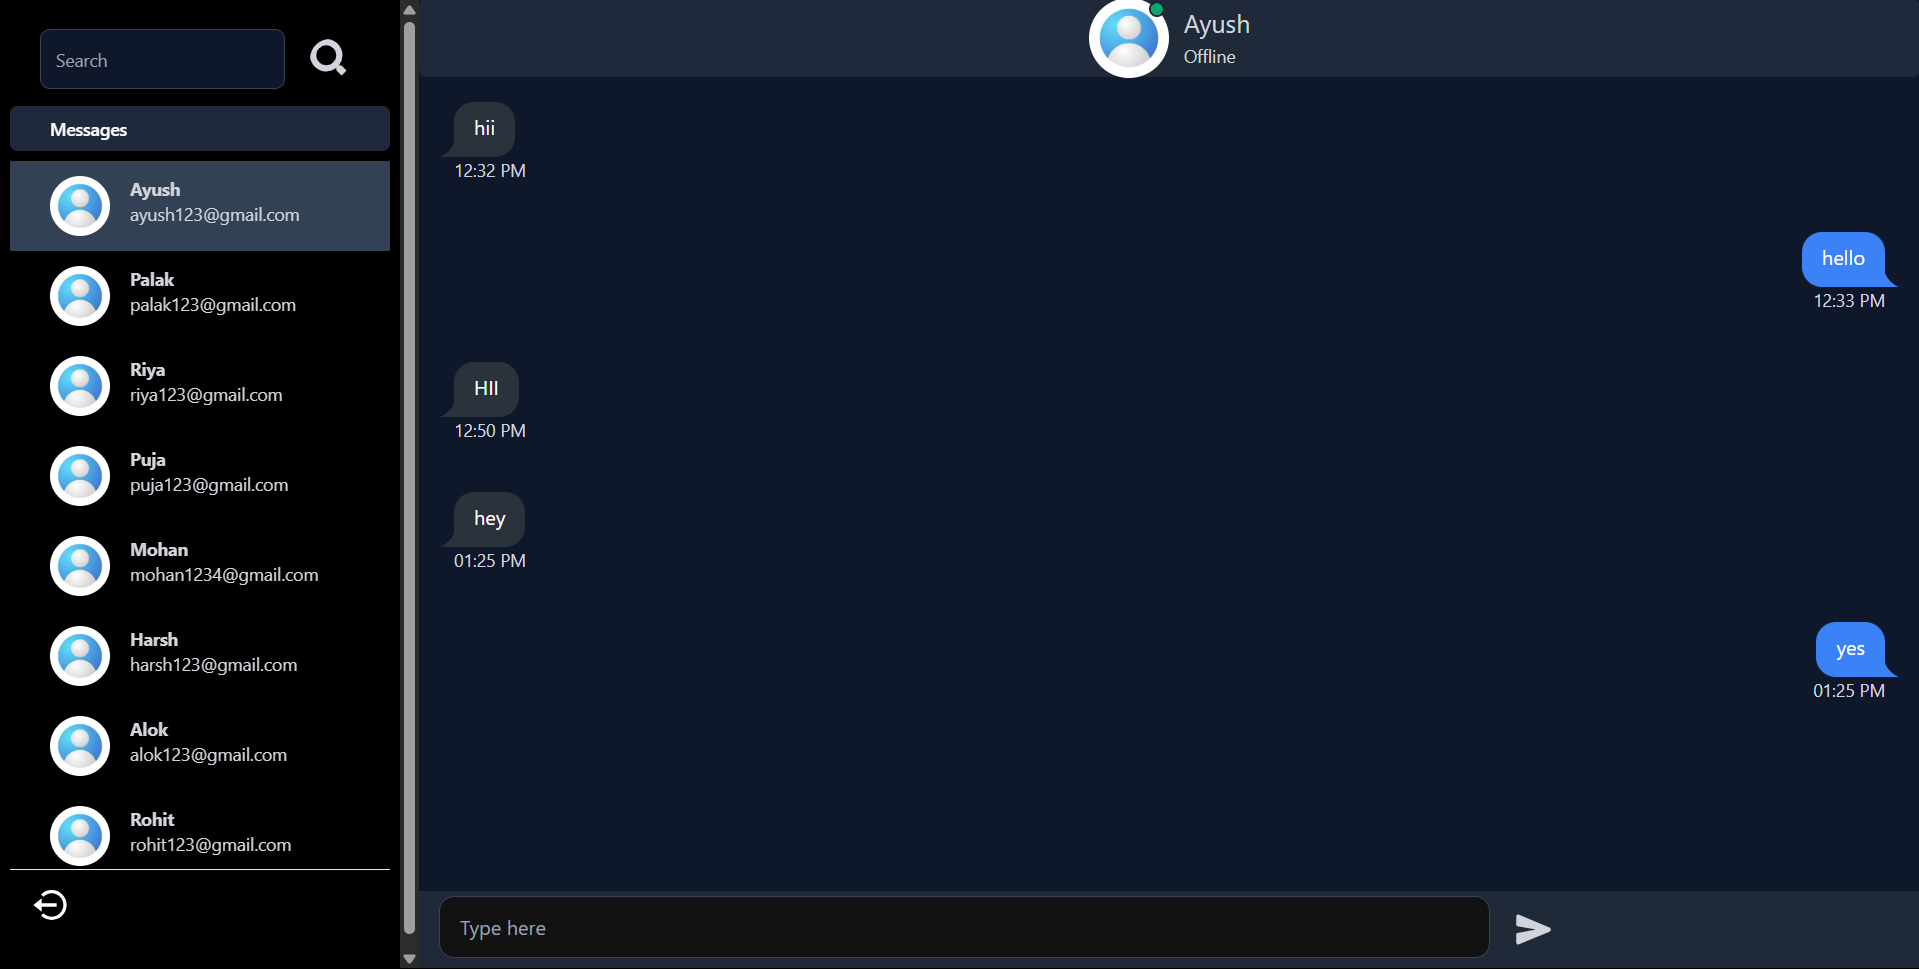 Search
Messages
Ayush
ayush123@gmail.com
Palak
palak123@gmail.com
Riya
riya123@gmail.com
Puja
puja123@gmail.com
Mohan
mohan1234@gmail.com
Harsh
harsh123@gmail.com
Alok
alok123@gmail.com
Rohit
rohit123@gmail.com
Ayush
Offline
hii
12:32 PM
hello
12:33 PM
HII
12:50 PM
hey
01:25 PM
yes
01:25 PM
Type here